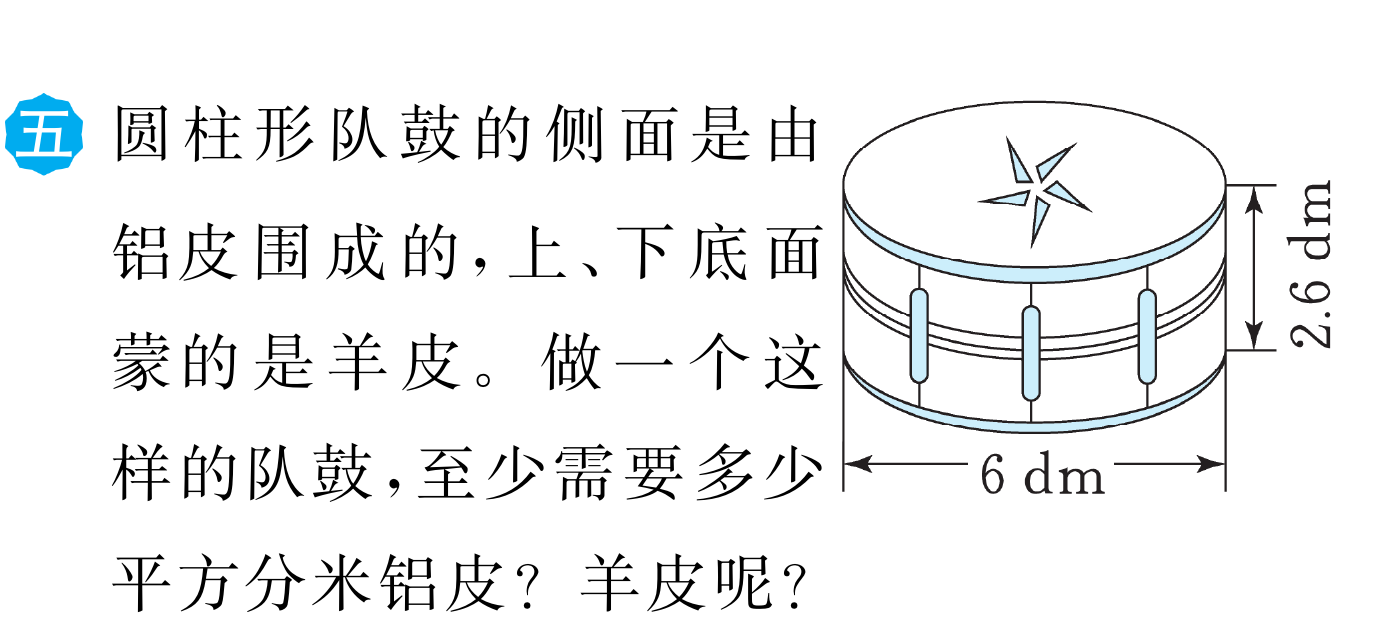 五 圆柱形队鼓的侧面是由
铝皮围成的,上、下底面
蒙的是羊皮。做一个这
样的队鼓,至少需要多少
平方分米铝皮? 羊皮呢?
2.6 dm
6 dm